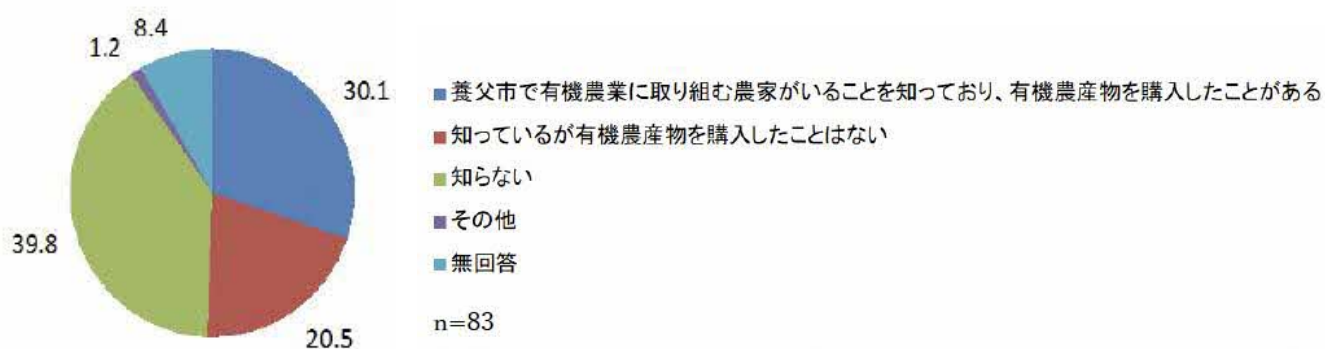 8.4
1.2
30.1
39.8
20.5
養父市で有機農業に取り組む農家がいることを知っており、有機農産物を購入したことがある
知っているが有機農産物を購入したことはない
知らない
その他
無回答
n=83